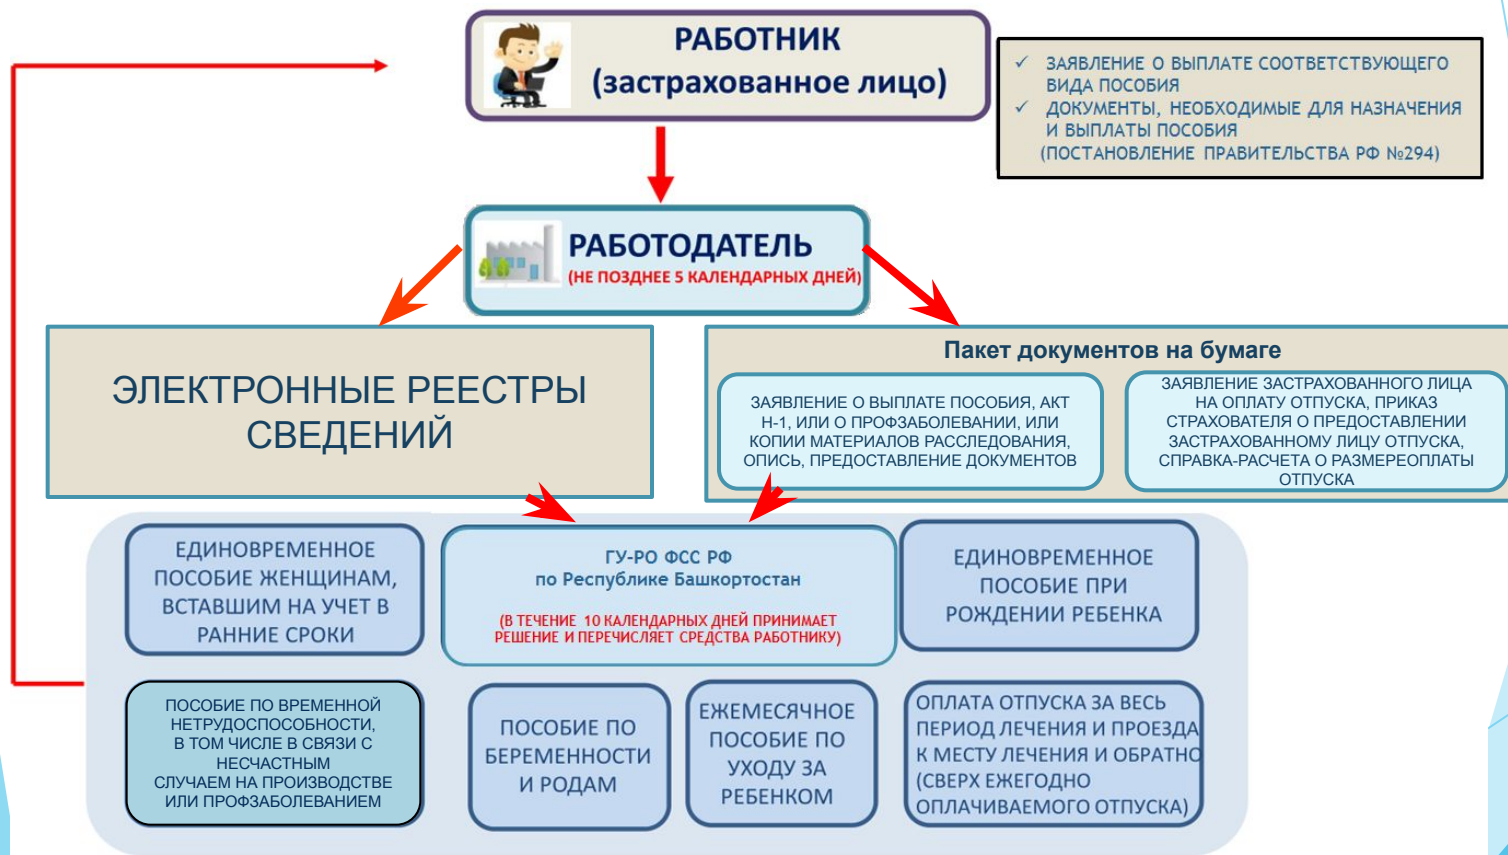 РАБОТНИК
(застрахованное лицо)
✓ ЗАЯВЛЕНИЕ О ВЫПЛАТЕ СООТВЕТСТВУЮЩЕГО
ВИДА ПОСОБИЯ
✓ ДОКУМЕНТЫ, НЕОБХОДИМЫЕ ДЛЯ НАЗНАЧЕНИЯ
И ВЫПЛАТЫ ПОСОБИЯ
(ПОСТАНОВЛЕНИЕ ПРАВИТЕЛЬСТВА РФ №294)
РАБОТОДАТЕЛЬ
(НЕ ПОЗДНЕЕ 5 КАЛЕНДАРНЫХ ДНЕЙ)
ЭЛЕКТРОННЫЕ РЕЕСТРЫ
СВЕДЕНИЙ
Пакет документов на бумаге
ЗАЯВЛЕНИЕ О ВЫПЛАТЕ ПОСОБИЯ, АКТ
Н-1, ИЛИ О ПРОФЗАБОЛЕВАНИИ, ИЛИ
КОПИИ МАТЕРИАЛОВ РАССЛЕДОВАНИЯ,
ОПИСЬ, ПРЕДОСТАВЛЕНИЕ ДОКУМЕНТОВ
ЗАЯВЛЕНИЕ ЗАСТРАХОВАННОГО ЛИЦА
НА ОПЛАТУ ОТПУСКА, ПРИКАЗ
СТРАХОВАТЕЛЯ О ПРЕДОСТАВЛЕНИИ
ЗАСТРАХОВАННОМУ ЛИЦУ ОТПУСКА,
СПРАВКА-РАСЧЕТА О РАЗМЕРЕОПЛАТЫ
ОТПУСКА
ЕДИНОВРЕМЕННОЕ
ПОСОБИЕ ЖЕНЩИНАМ,
ВСТАВШИМ НА УЧЕТ В
РАННИЕ СРОКИ
ГУ-РО ФСС РФ
по Республике Башкортостан
(В ТЕЧЕНИЕ 10 КАЛЕНДАРНЫХ ДНЕЙ ПРИНИМАЕТ
РЕШЕНИЕ И ПЕРЕЧИСЛЯЕТ СРЕДСТВА РАБОТНИКУ)
ЕДИНОВРЕМЕННОЕ
ПОСОБИЕ ПРИ
РОЖДЕНИИ РЕБЕНКА
ПОСОБИЕ ПО ВРЕМЕННОЙ
НЕТРУДОСПОСОБНОСТИ,
В ТОМ ЧИСЛЕ В СВЯЗИ С
НЕСЧАСТНЫМ
СЛУЧАЕМ НА ПРОИЗВОДСТВЕ
ИЛИ ПРОФЗАБОЛЕВАНИЕМ
ПОСОБИЕ ПО
БЕРЕМЕННОСТИ
И РОДАМ
ЕЖЕМЕСЯЧНОЕ
ПОСОБИЕ ПО
УХОДУ ЗА
РЕБЕНКОМ
ОПЛАТА ОТПУСКА ЗА ВЕСЬ
ПЕРИОД ЛЕЧЕНИЯ И ПРОЕЗДА
К МЕСТУ ЛЕЧЕНИЯ И ОБРАТНО
(СВЕРХ ЕЖЕГОДНО
ОПЛАЧИВАЕМОГО ОТПУСКА)